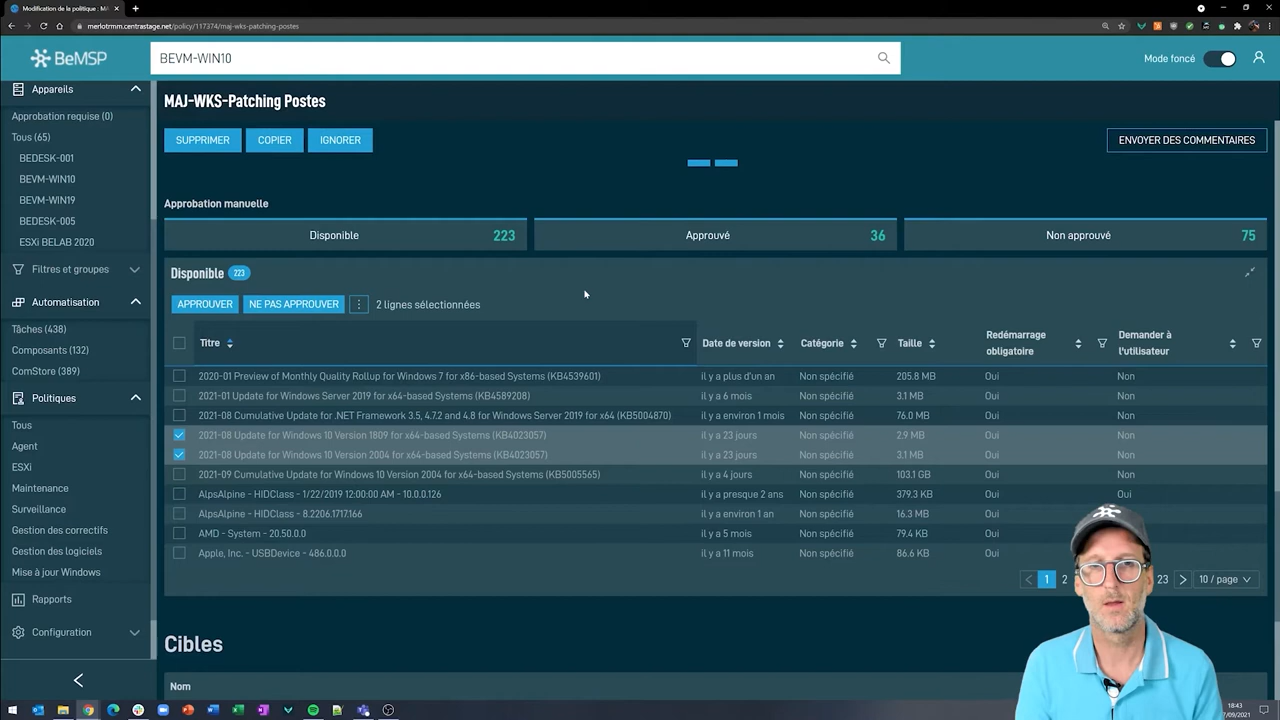 Modification de la politique : MA
merlotrmm.centrastage.net/policy/117374/maj-wks-patching-postes
BeMSP
BEVM-WIN10
Mode foncé
Appareils
Approbation requise (0)
Tous (65)
BEDESK-001
BEVM-WIN10
BEVM-WIN19
BEDESK-005
ESXi BELAB 2020
Filtres et groupes
Automatisation
Tâches (438)
Composants (132)
ComStore (389)
Politiques
Tous
Agent
ESXi
Maintenance
Surveillance
Gestion des correctifs
Gestion des logiciels
Mise à jour Windows
Rapports
Configuration
MAJ-WKS-Patching Postes
SUPPRIMER COPIER IGNORER ENVOYER DES COMMENTAIRES
Approbation manuelle
Disponible 223 Approuvé 36 Non approuvé 75
Disponible 223
APPROUVER NE PAS APPROUVER 2 lignes sélectionnées
Titre Date de version Catégorie Taille Redémarrage obligatoire Demander à l'utilisateur
2020-01 Preview of Monthly Quality Rollup for Windows 7 for x86-based Systems (KB4539601) il y a plus d'un an Non spécifié 205.8 MB Oui Non
2021-01 Update for Windows Server 2019 for x64-based Systems (KB4589208) il y a 6 mois Non spécifié 3.1 MB Oui Non
2021-08 Cumulative Update for .NET Framework 3.5, 4.7.2 and 4.8 for Windows Server 2019 for x64 (KB5004870) il y a environ 1 mois Non spécifié 76.0 MB Oui Non
2021-08 Update for Windows 10 Version 1809 for x64-based Systems (KB4023057) il y a 23 jours Non spécifié 2.9 MB Oui Non
2021-08 Update for Windows 10 Version 2004 for x64-based Systems (KB4023057) il y a 23 jours Non spécifié 3.1 MB Oui Non
2021-09 Cumulative Update for Windows 10 Version 2004 for x64-based Systems (KB5005565) il y a 4 jours Non spécifié 103.1 GB Oui Non
AlpsAlpine - HIDClass - 1/22/2019 12:00:00 AM - 10.0.0.126 il y a presque 2 ans Non spécifié 379.3 KB Oui Oui
AlpsAlpine - HIDClass - 8.2206.1717.166 il y a environ 1 an Non spécifié 16.3 MB Oui
AMD - System - 20.50.0.0 il y a 5 mois Non spécifié 79.4 KB Oui
Apple, Inc. - USBDevice - 486.0.0.0 il y a 11 mois Non spécifié 86.6 KB Oui
1 2 23 10 / page
Cibles
Nom
18:43